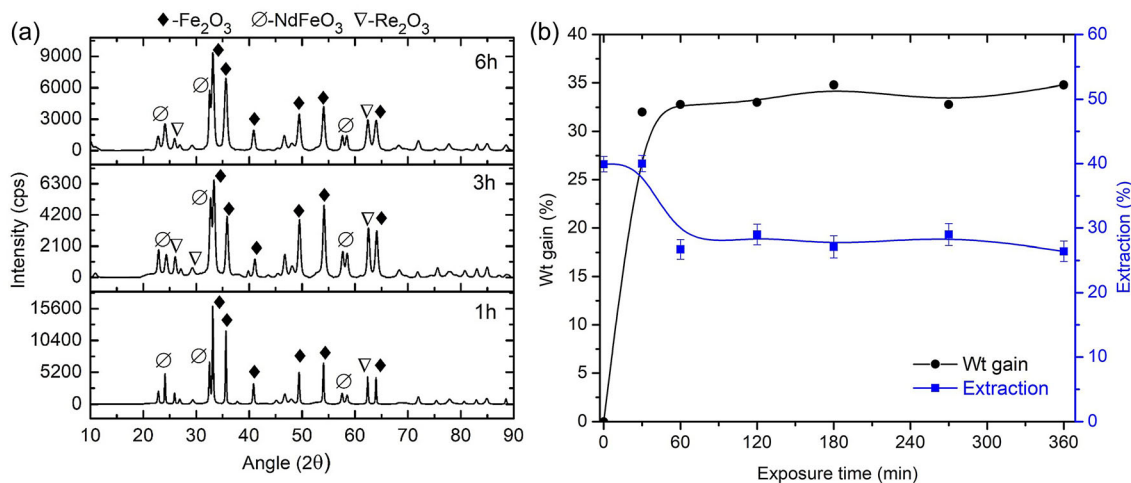 ♦-Fe₂O₃ ∅-NdFeO₃ ▽-Re₂O₃
(a)
9000
6000
3000
0
6h
6300
4200
2100
0
3h
15600
10400
5200
0
1h
Intensity (cps)
10 20 30 40 50 60 70 80 90
Angle (2θ)
(b)
40
35
30
25
20
15
10
5
0
Wt gain (%)
60
50
40
30
20
10
0
Extraction (%)
Wt gain
Extraction
0 60 120 180 240 300 360
Exposure time (min)